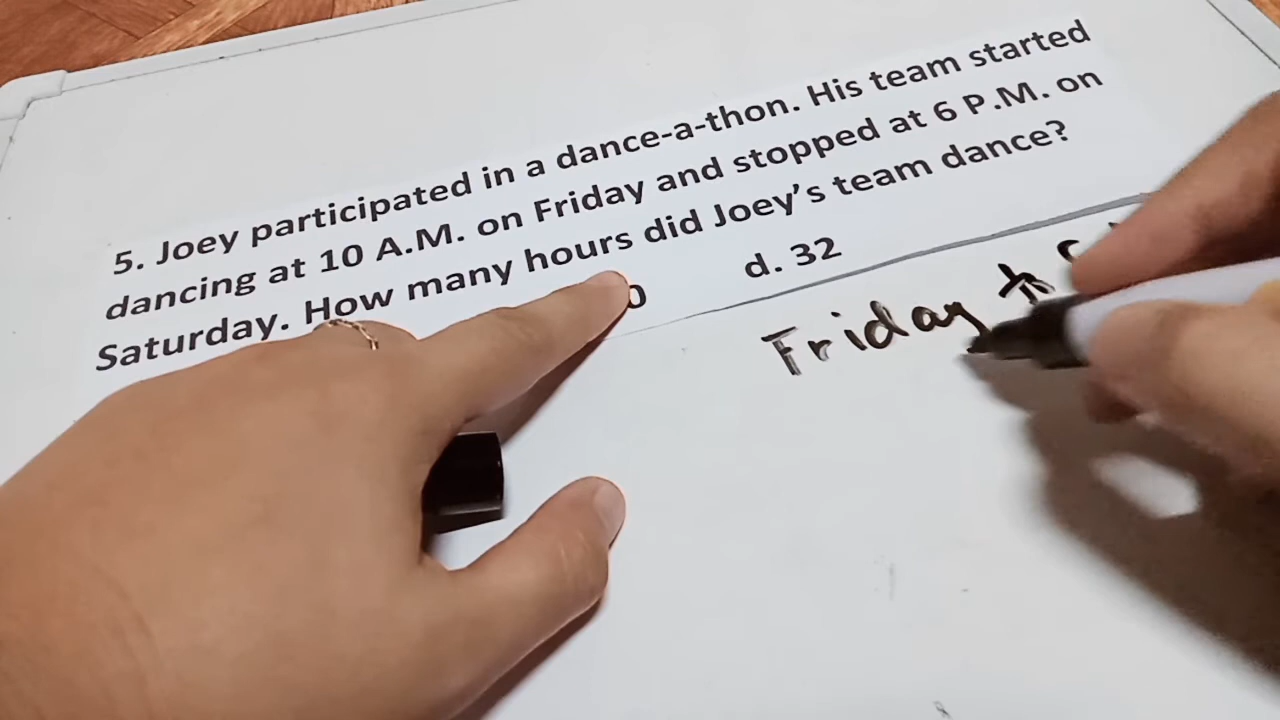 5. Joey participated in a dance-a-thon. His team started
dancing at 10 A.M. on Friday and stopped at 6 P.M. on
Saturday. How many hours did Joey's team dance?
d. 32
Friday to